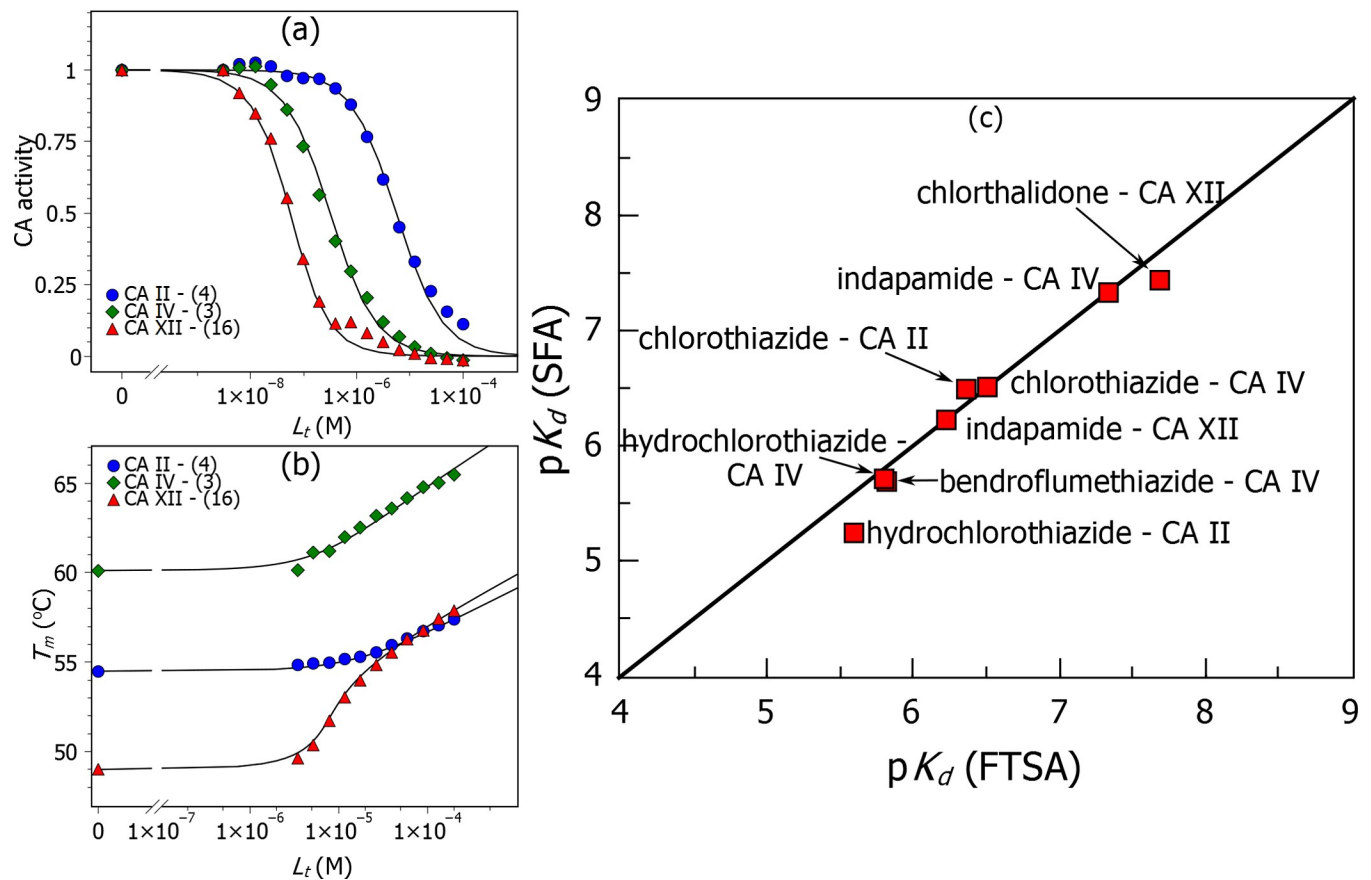 (a)
CA activity
1
0.75
0.5
0.25
0
CA II - (4)
CA IV - (3)
CA XII - (16)
0
1×10⁻⁸
1×10⁻⁶
1×10⁻⁴
Lₜ (M)
(b)
Tₘ (°C)
65
60
55
50
CA II - (4)
CA IV - (3)
CA XII - (16)
0
1×10⁻⁷
1×10⁻⁶
1×10⁻⁵
1×10⁻⁴
Lₜ (M)
(c)
pK_d (SFA)
9
8
7
6
5
4
chlorthalidone - CA XII
indapamide - CA IV
chlorothiazide - CA II
chlorothiazide - CA IV
indapamide - CA XII
hydrochlorothiazide -
CA IV
bendroflumethiazide - CA IV
hydrochlorothiazide - CA II
4
5
6
7
8
9
pK_d (FTSA)